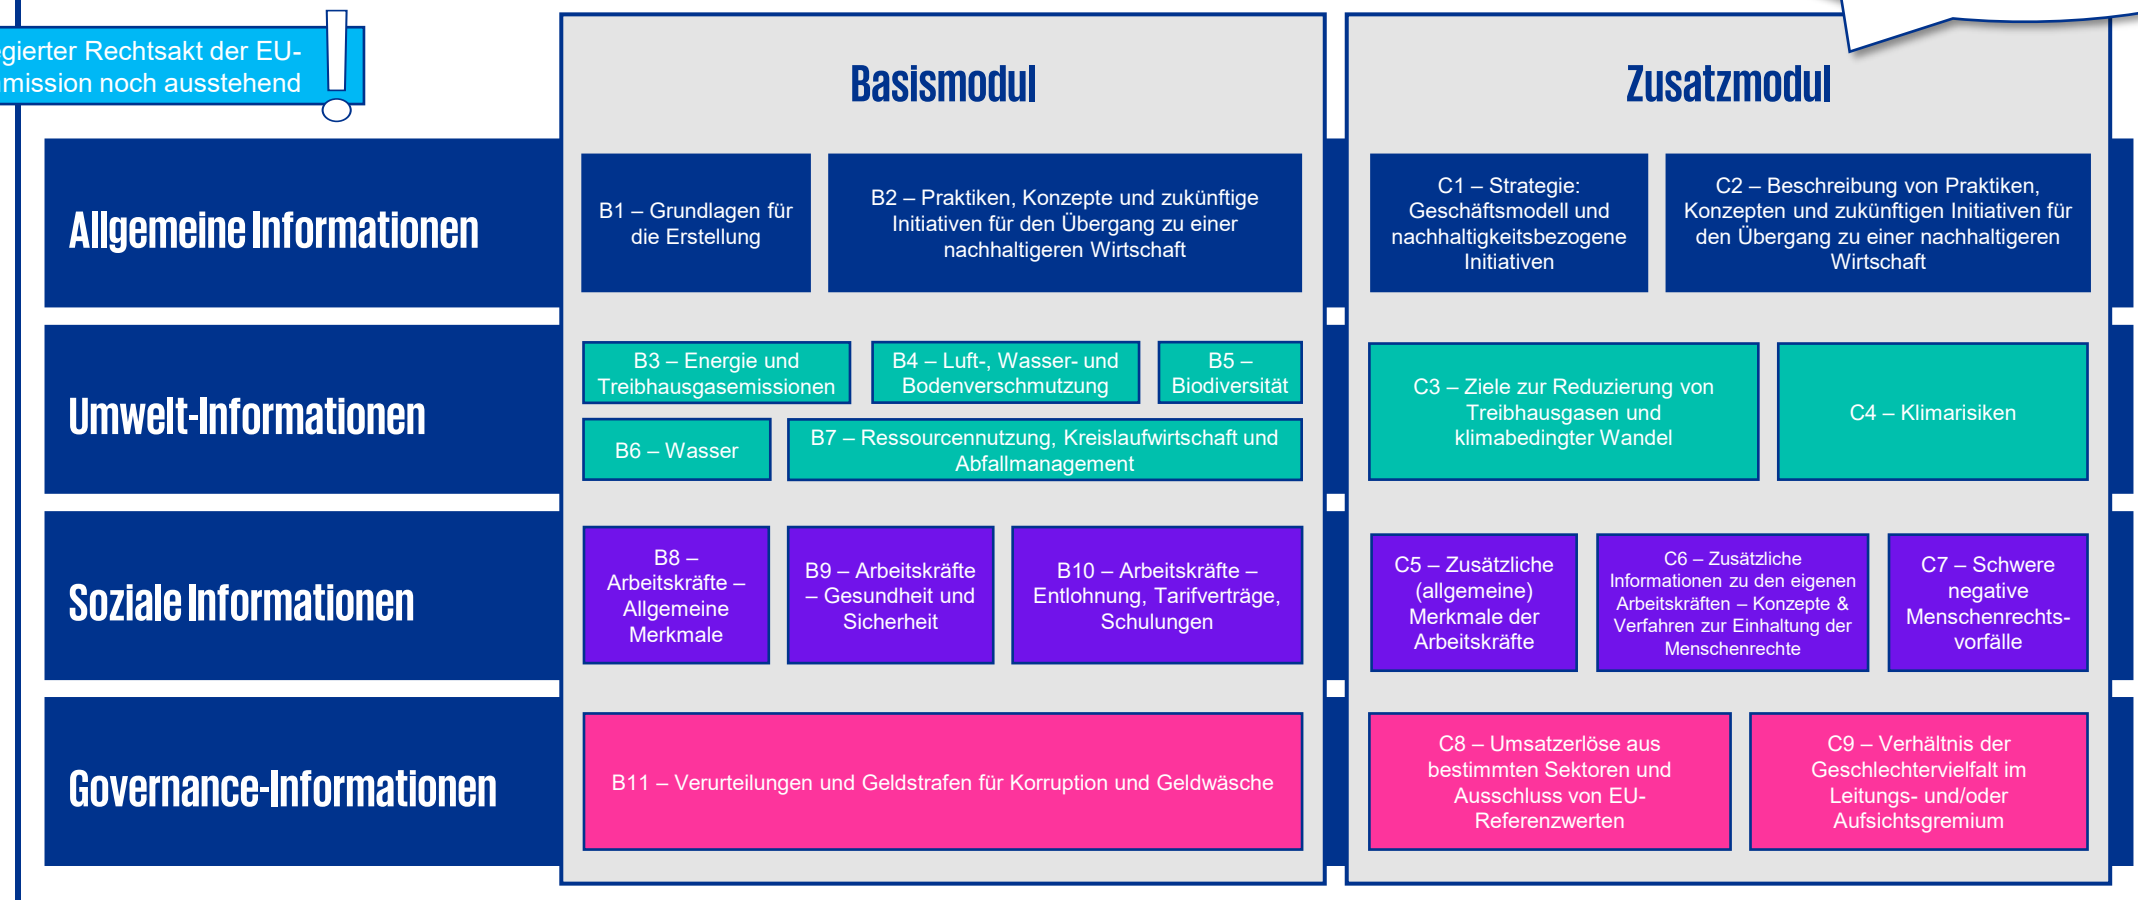 gierter Rechtsakt der EU-
mission noch ausstehend
!
Basismodul
Zusatzmodul
Allgemeine Informationen
B1 – Grundlagen für
die Erstellung
B2 – Praktiken, Konzepte und zukünftige
Initiativen für den Übergang zu einer
nachhaltigeren Wirtschaft
C1 – Strategie:
Geschäftsmodell und
nachhaltigkeitsbezogene
Initiativen
C2 – Beschreibung von Praktiken,
Konzepten und zukünftigen Initiativen für
den Übergang zu einer nachhaltigeren
Wirtschaft
Umwelt-Informationen
B3 – Energie und
Treibhausgasemissionen
B4 – Luft-, Wasser- und
Bodenverschmutzung
B5 –
Biodiversität
B6 – Wasser
B7 – Ressourcennutzung, Kreislaufwirtschaft und
Abfallmanagement
C3 – Ziele zur Reduzierung von
Treibhausgasen und
klimabedingter Wandel
C4 – Klimarisiken
Soziale Informationen
B8 –
Arbeitskräfte –
Allgemeine
Merkmale
B9 – Arbeitskräfte
– Gesundheit und
Sicherheit
B10 – Arbeitskräfte –
Entlohnung, Tarifverträge,
Schulungen
C5 – Zusätzliche
(allgemeine)
Merkmale der
Arbeitskräfte
C6 – Zusätzliche
Informationen zu den eigenen
Arbeitskräften – Konzepte &
Verfahren zur Einhaltung der
Menschenrechte
C7 – Schwere
negative
Menschenrechts-
vorfälle
Governance-Informationen
B11 – Verurteilungen und Geldstrafen für Korruption und Geldwäsche
C8 – Umsatzerlöse aus
bestimmten Sektoren und
Ausschluss von EU-
Referenzwerten
C9 – Verhältnis der
Geschlechtervielfalt im
Leitungs- und/oder
Aufsichtsgremium